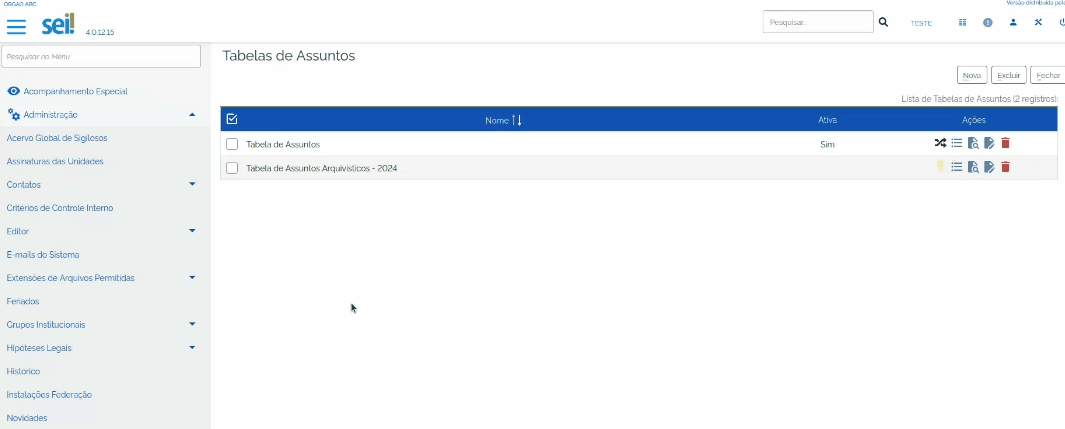 ORGAO ABC
Versão distribuída pelo
sei!
4.0.12.15
Pesquisar...
TESTE
Pesquisar no Menu
Tabelas de Assuntos
Nova
Excluir
Fechar
Acompanhamento Especial
Administração
Lista de Tabelas de Assuntos (2 registros):
Nome
Ativa
Ações
Acervo Global de Sigilosos
Tabela de Assuntos
Sim
Assinaturas das Unidades
Tabela de Assuntos Arquivísticos - 2024
Contatos
Critérios de Controle Interno
Editor
E-mails do Sistema
Extensões de Arquivos Permitidas
Feriados
Grupos Institucionais
Hipóteses Legais
Histórico
Instalações Federação
Novidades